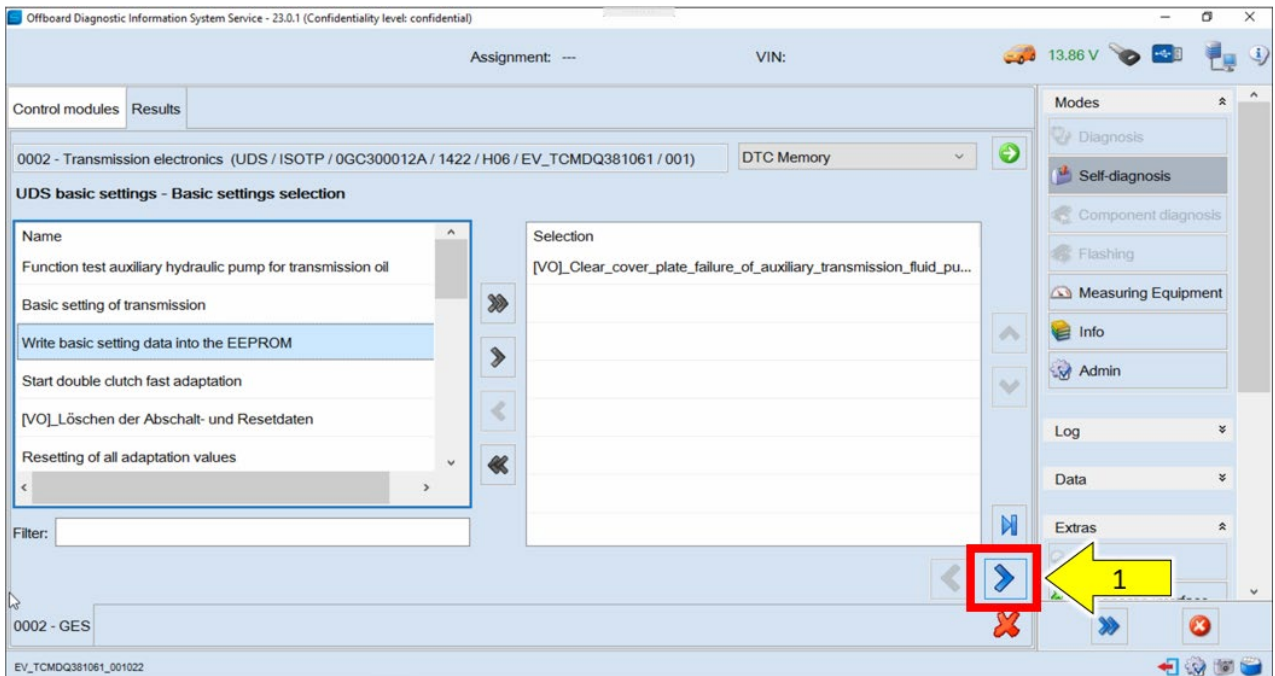 Offboard Diagnostic Information System Service - 23.0.1 (Confidentiality level: confidential)
Assignment: ---
VIN:
13.86 V
Control modules
Results
0002 - Transmission electronics (UDS / ISOTP / 0GC300012A / 1422 / H06 / EV_TCMDQ381061 / 001)
DTC Memory
UDS basic settings - Basic settings selection
Name
Function test auxiliary hydraulic pump for transmission oil
Basic setting of transmission
Write basic setting data into the EEPROM
Start double clutch fast adaptation
[VO]_Löschen der Abschalt- und Resetdaten
Resetting of all adaptation values
Filter:
Selection
[VO]_Clear_cover_plate_failure_of_auxiliary_transmission_fluid_pu...
Modes
Diagnosis
Self-diagnosis
Component diagnosis
Flashing
Measuring Equipment
Info
Admin
Log
Data
Extras
1
0002 - GES
EV_TCMDQ381061_001022